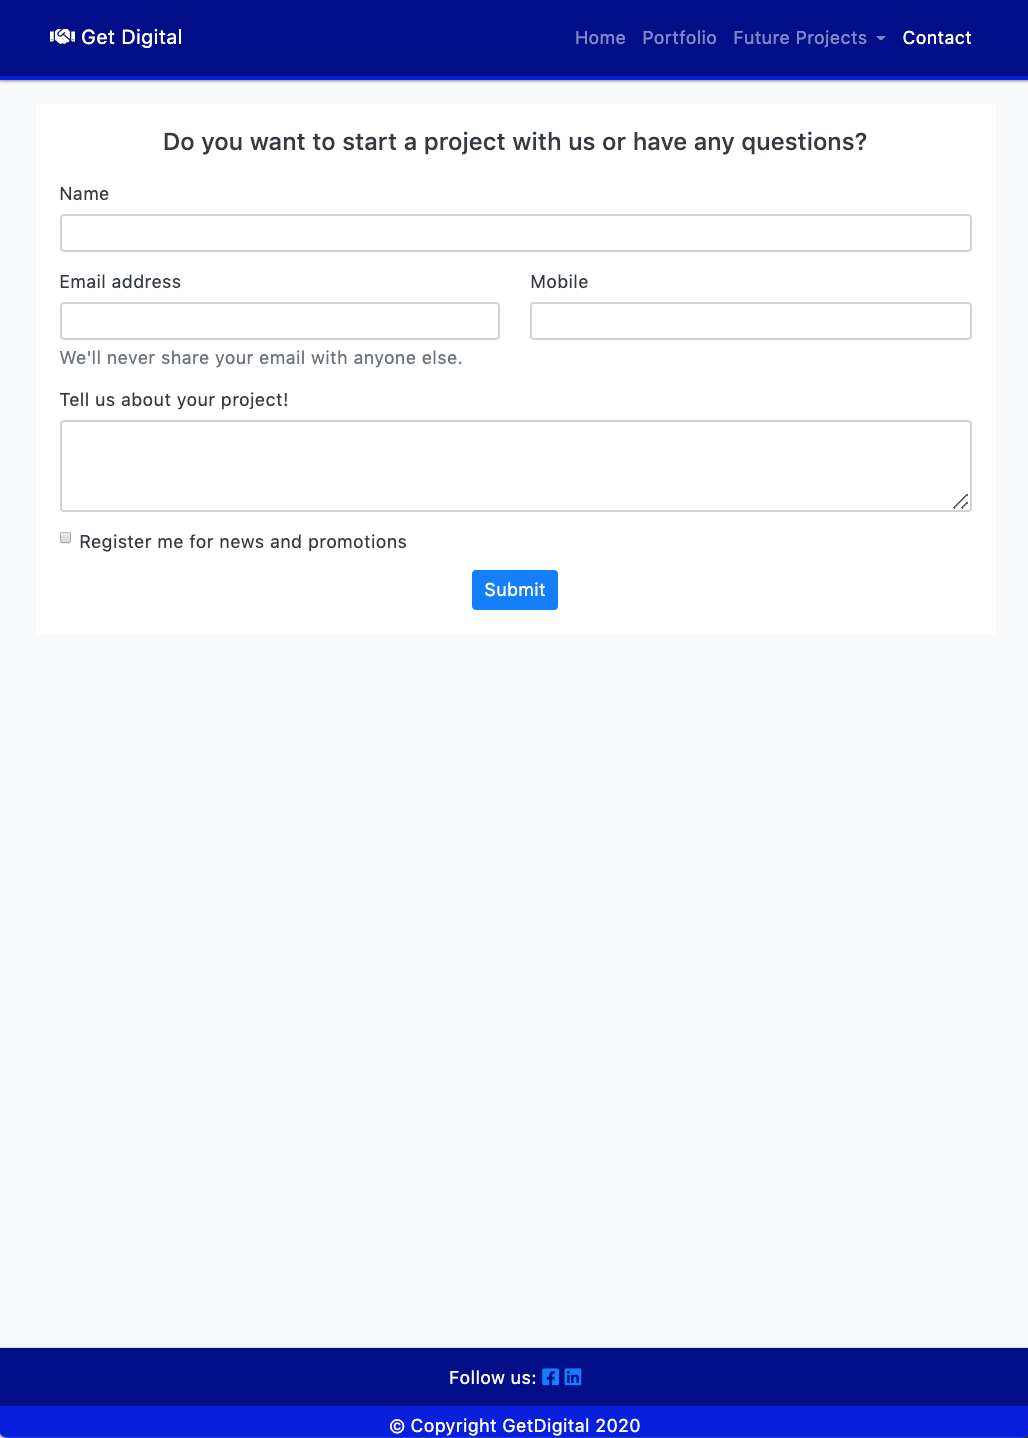 Get Digital
Home Portfolio Future Projects Contact
Do you want to start a project with us or have any questions?
Name
Email address Mobile
We'll never share your email with anyone else.
Tell us about your project!
Register me for news and promotions
Submit
Follow us:
© Copyright GetDigital 2020